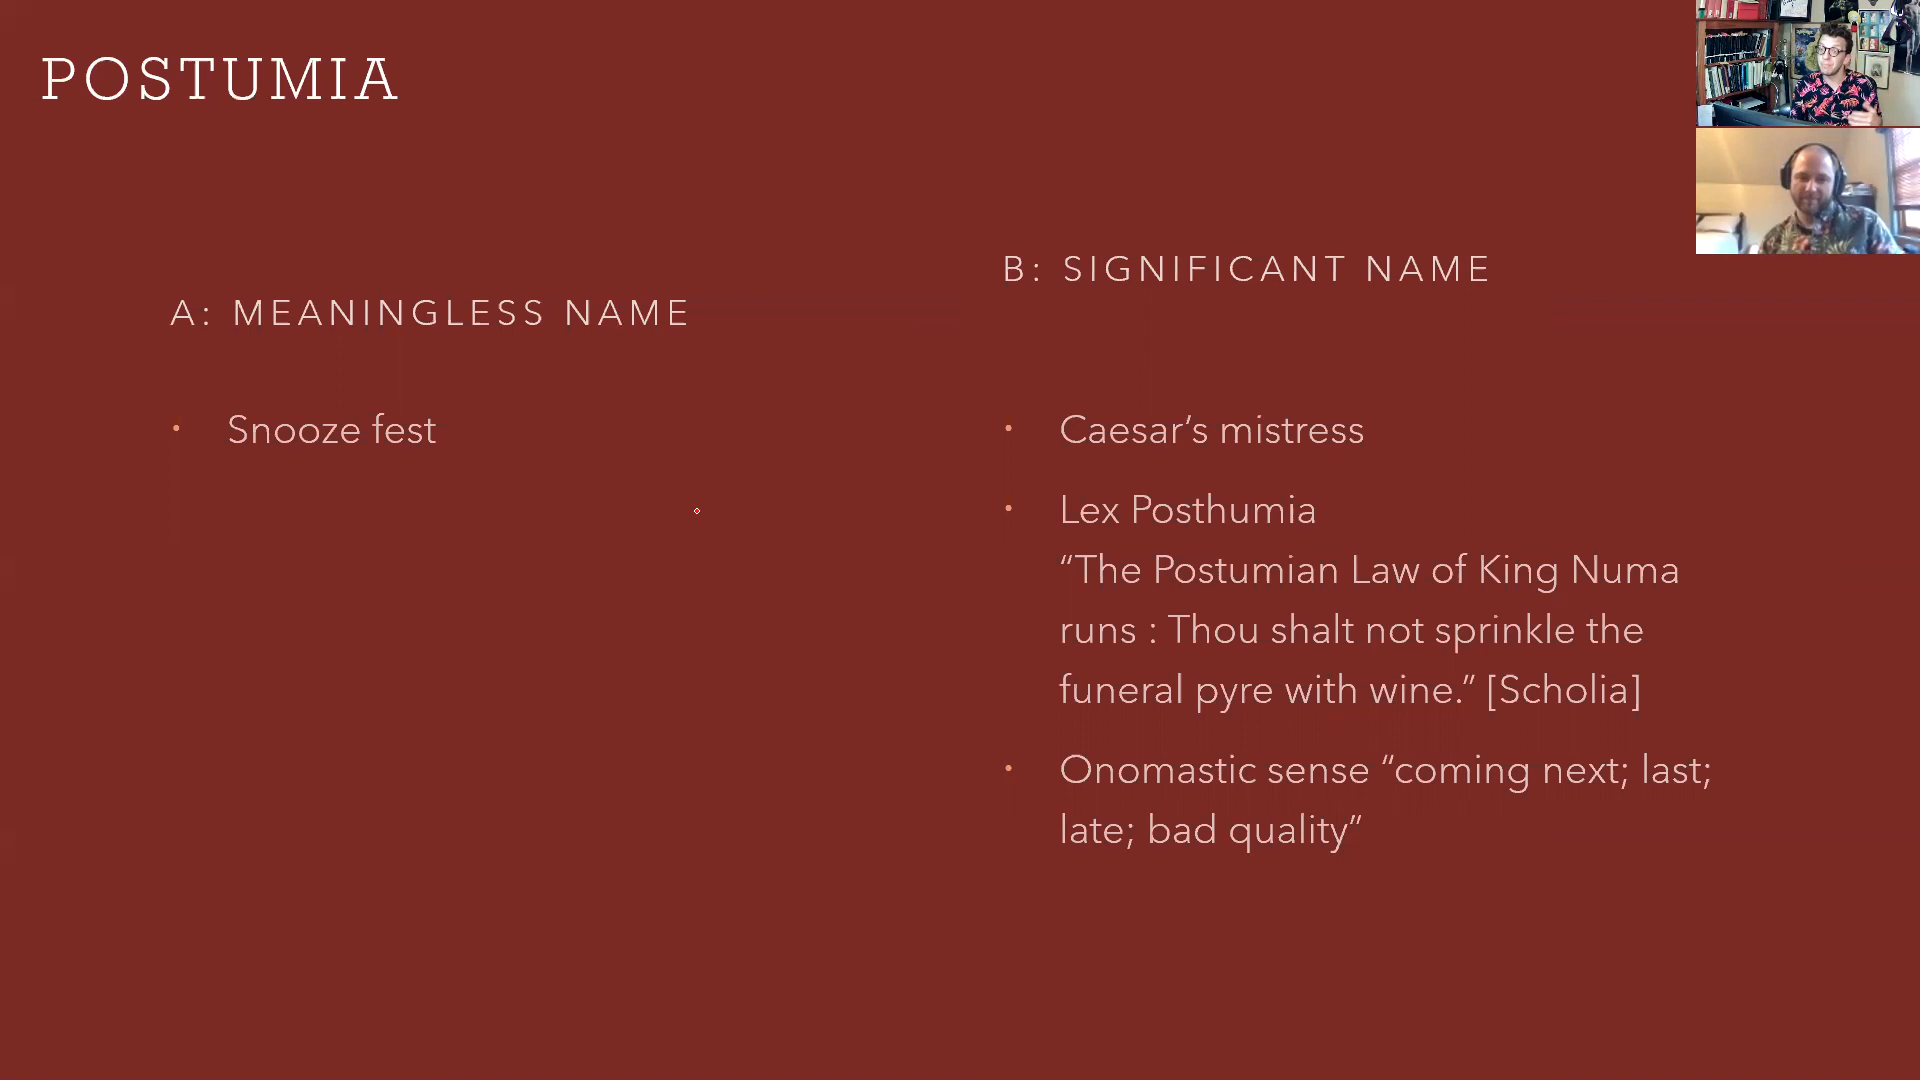 POSTUMIA
A: MEANINGLESS NAME
• Snooze fest
B: SIGNIFICANT NAME
• Caesar’s mistress
• Lex Posthumia
“The Postumian Law of King Numa
runs : Thou shalt not sprinkle the
funeral pyre with wine.” [Scholia]
• Onomastic sense “coming next; last;
late; bad quality”